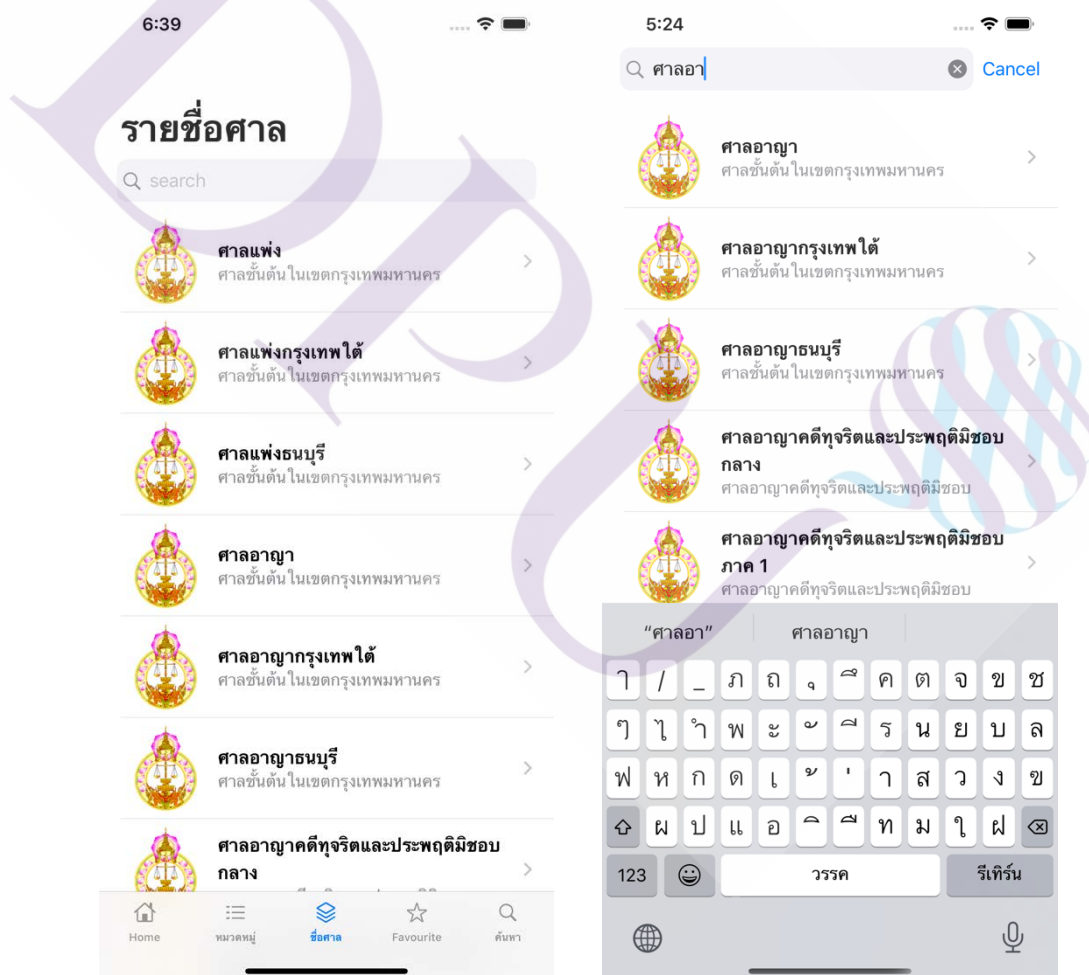 6:39
รายชื่อศาล
search
ศาลแพ่ง
ศาลชั้นต้นในเขตกรุงเทพมหานคร
ศาลแพ่งกรุงเทพใต้
ศาลชั้นต้นในเขตกรุงเทพมหานคร
ศาลแพ่งธนบุรี
ศาลชั้นต้นในเขตกรุงเทพมหานคร
ศาลอาญา
ศาลชั้นต้นในเขตกรุงเทพมหานคร
ศาลอาญากรุงเทพใต้
ศาลชั้นต้นในเขตกรุงเทพมหานคร
ศาลอาญาธนบุรี
ศาลชั้นต้นในเขตกรุงเทพมหานคร
ศาลอาญาคดีทุจริตและประพฤติมิชอบ
กลาง
Home หมวดหมู่ ชื่อศาล Favourite ค้นหา
5:24
ศาลอา Cancel
ศาลอาญา
ศาลชั้นต้นในเขตกรุงเทพมหานคร
ศาลอาญากรุงเทพใต้
ศาลชั้นต้นในเขตกรุงเทพมหานคร
ศาลอาญาธนบุรี
ศาลชั้นต้นในเขตกรุงเทพมหานคร
ศาลอาญาคดีทุจริตและประพฤติมิชอบ
กลาง
ศาลอาญาคดีทุจริตและประพฤติมิชอบ
ศาลอาญาคดีทุจริตและประพฤติมิชอบ
ภาค 1
ศาลอาญาคดีทุจริตและประพฤติมิชอบ
“ศาลอา” ศาลอาญา
ๅ / _ ภ ถ ุ ึ ค ต จ ข ช
ๆ ไ ำ พ ะ ั ี ร น ย บ ล
ฟ ห ก ด เ ้ ่ า ส ว ง ฃ
ผ ป แ อ ิ ื ท ม ใ ฝ
123 วรรค รีเทิร์น
DPU